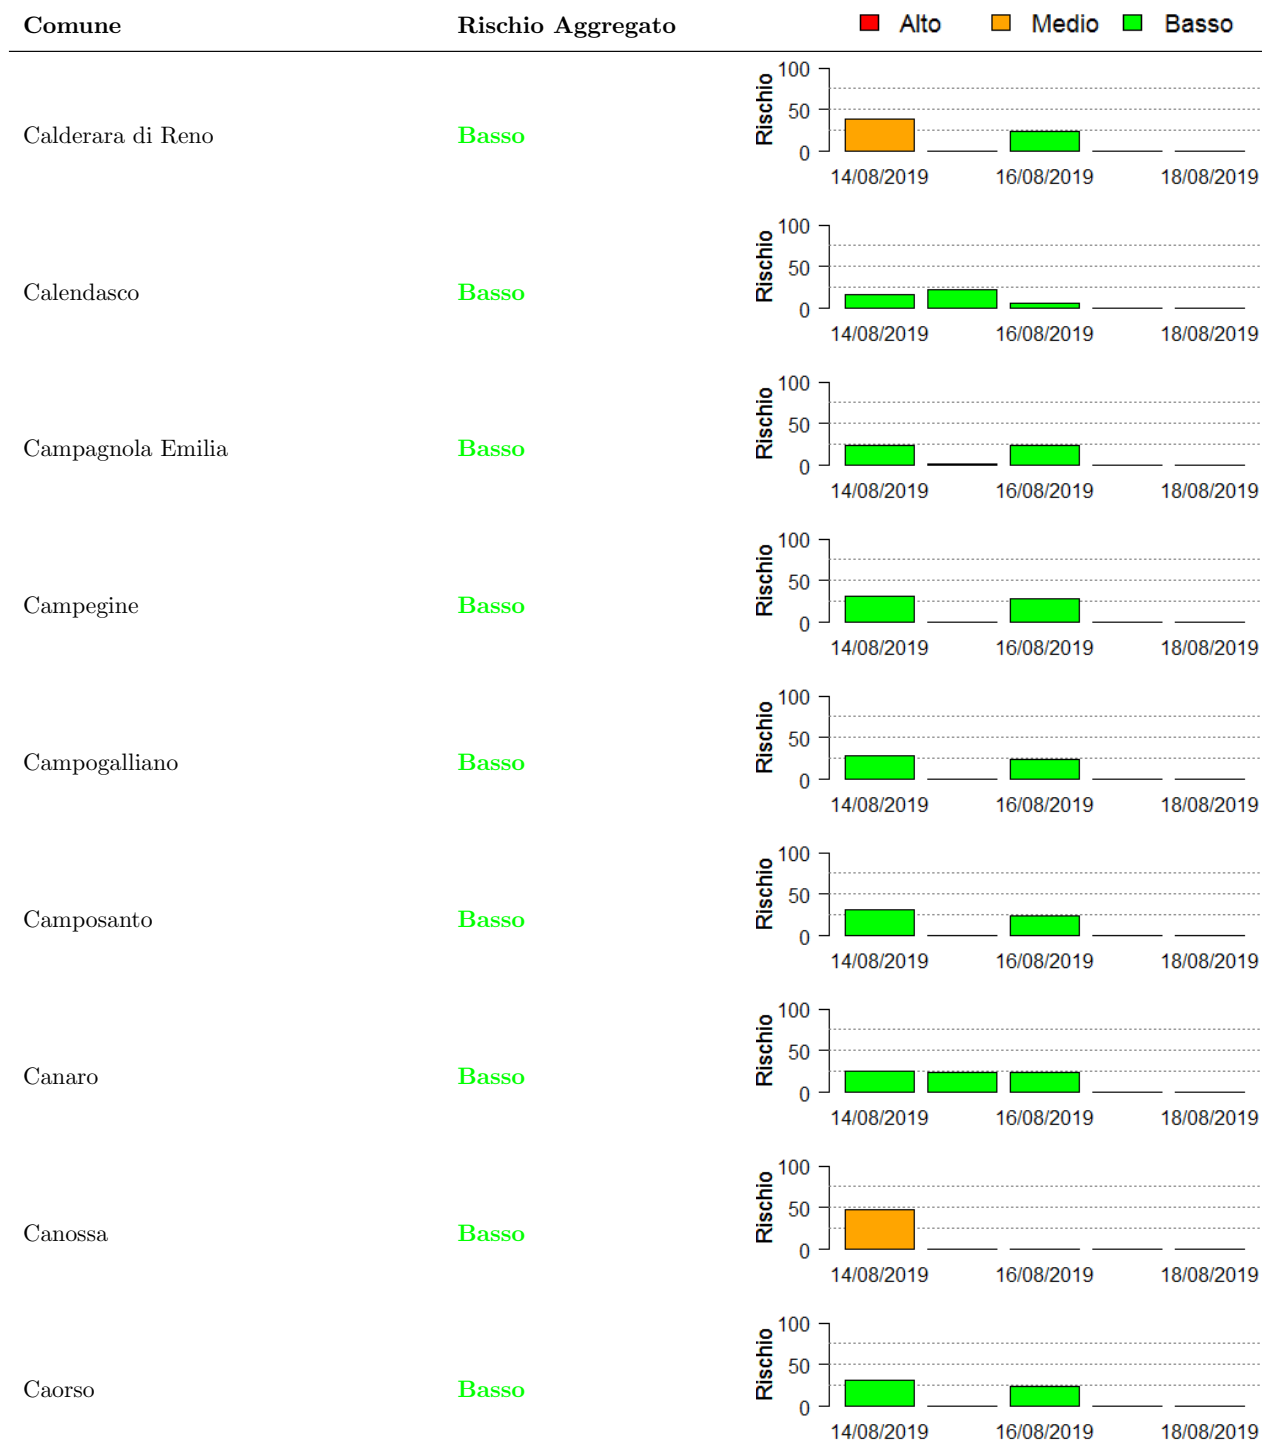 Comune Rischio Aggregato Alto Medio Basso
Calderara di Reno Basso
Rischio
100
50
0
14/08/2019 16/08/2019 18/08/2019
Calendasco Basso
Rischio
100
50
0
14/08/2019 16/08/2019 18/08/2019
Campagnola Emilia Basso
Rischio
100
50
0
14/08/2019 16/08/2019 18/08/2019
Campegine Basso
Rischio
100
50
0
14/08/2019 16/08/2019 18/08/2019
Campogalliano Basso
Rischio
100
50
0
14/08/2019 16/08/2019 18/08/2019
Camposanto Basso
Rischio
100
50
0
14/08/2019 16/08/2019 18/08/2019
Canaro Basso
Rischio
100
50
0
14/08/2019 16/08/2019 18/08/2019
Canossa Basso
Rischio
100
50
0
14/08/2019 16/08/2019 18/08/2019
Caorso Basso
Rischio
100
50
0
14/08/2019 16/08/2019 18/08/2019